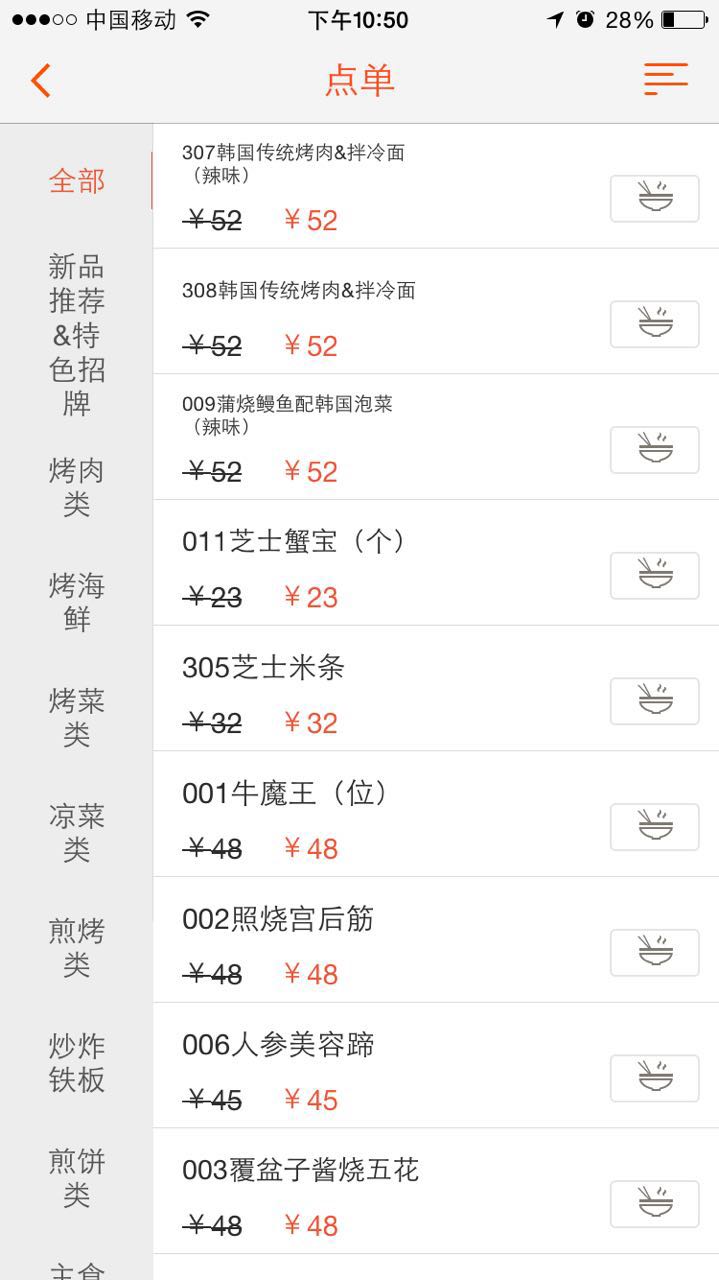 中国移动 下午10:50 28%
点单
全部
新品
推荐
&特
色招
牌
烤肉
类
烤海
鲜
烤菜
类
凉菜
类
煎烤
类
炒炸
铁板
煎饼
类
主食
307韩国传统烤肉&拌冷面
（辣味）
￥52 ￥52
308韩国传统烤肉&拌冷面
￥52 ￥52
009蒲烧鳗鱼配韩国泡菜
（辣味）
￥52 ￥52
011芝士蟹宝（个）
￥23 ￥23
305芝士米条
￥32 ￥32
001牛魔王（位）
￥48 ￥48
002照烧宫后筋
￥48 ￥48
006人参美容蹄
￥45 ￥45
003覆盆子酱烧五花
￥48 ￥48